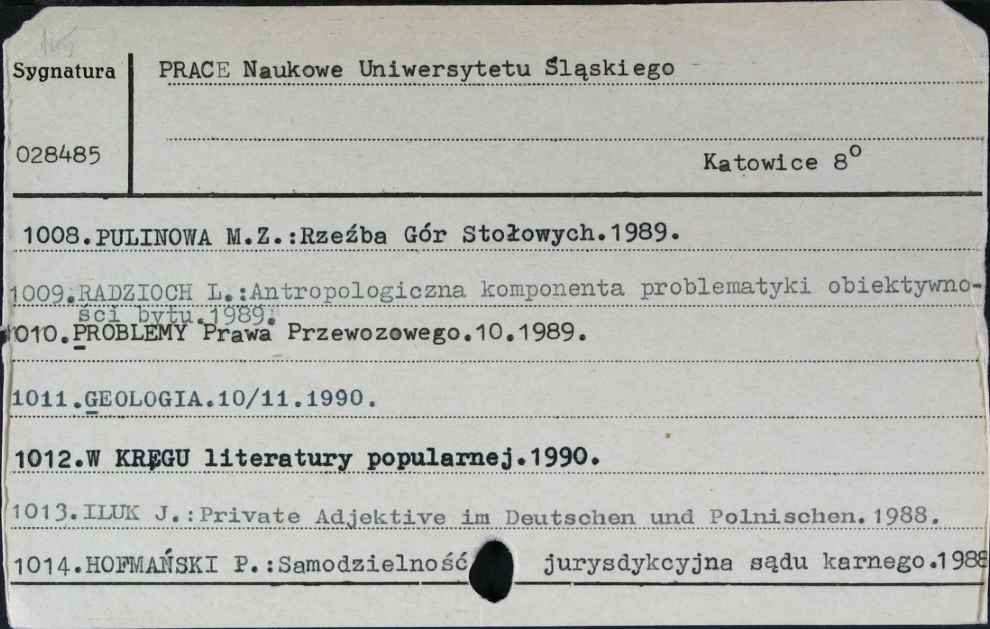 Sygnatura
PRACE Naukowe Uniwersytetu Śląskiego
028485
Katowice 8°
1008.PULINOWA M.Z.:Rzeźba Gór Stołowych.1989.
1009.RADZIOCH L.:Antropologiczna komponenta problematyki obiektywno-
ści bytu.1989.
1010.PROBLEMY Prawa Przewozowego.10.1989.
1011.GEOLOGIA.10/11.1990.
1012.W KRĘGU literatury popularnej.1990.
1013.ILUK J.:Private Adjektive im Deutschen und Polnischen.1988.
1014.HOFMAŃSKI P.:Samodzielność jurysdykcyjna sądu karnego.1988